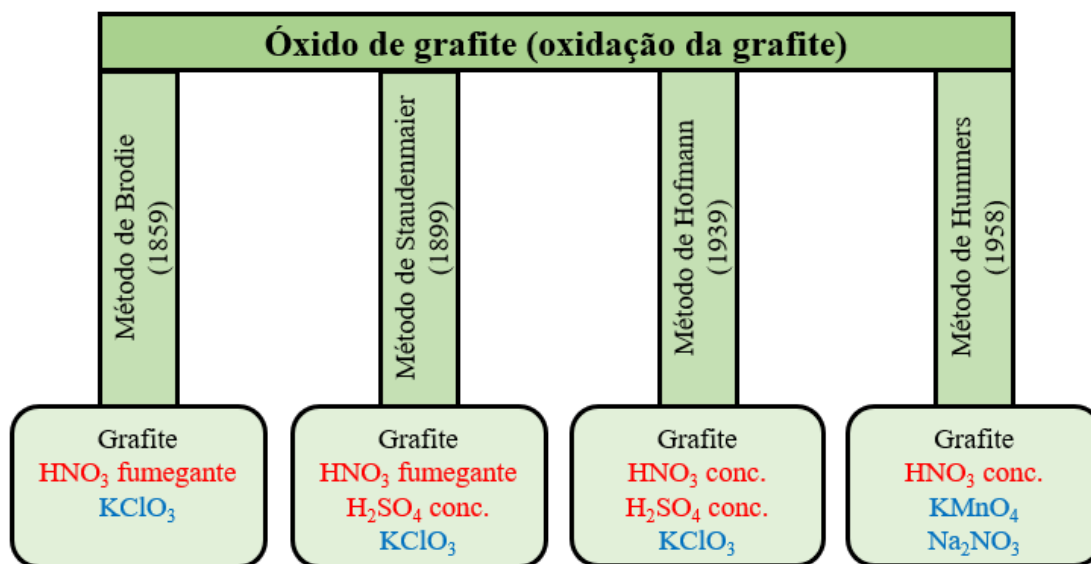 Óxido de grafite (oxidação da grafite)
Método de Brodie
(1859)
Método de Staudenmaier
(1899)
Método de Hofmann
(1939)
Método de Hummers
(1958)
Grafite
HNO₃ fumegante
KClO₃
Grafite
HNO₃ fumegante
H₂SO₄ conc.
KClO₃
Grafite
HNO₃ conc.
H₂SO₄ conc.
KClO₃
Grafite
HNO₃ conc.
KMnO₄
Na₂NO₃